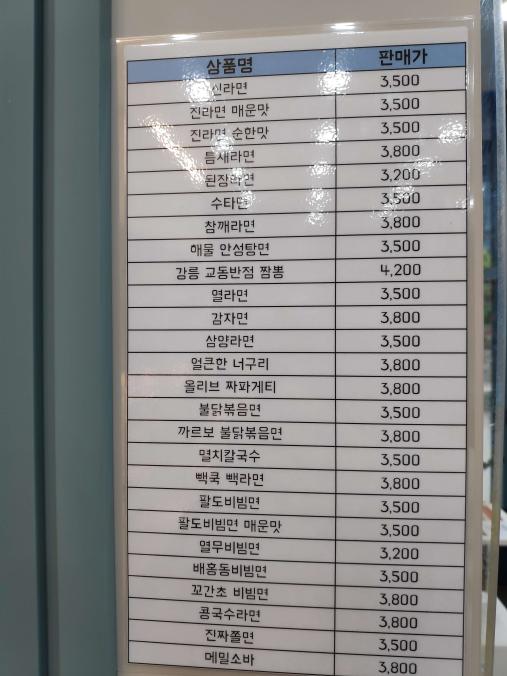 상품명 판매가
신라면 3,500
진라면 매운맛 3,500
진라면 순한맛 3,500
틈새라면 3,800
된장라면 3,200
수타면 3,500
참깨라면 3,800
해물 안성탕면 3,500
강릉 교동반점 짬뽕 4,200
열라면 3,500
감자면 3,800
삼양라면 3,500
얼큰한 너구리 3,800
올리브 짜파게티 3,800
불닭볶음면 3,500
까르보 불닭볶음면 3,800
멸치칼국수 3,500
빽쿡 백라면 3,800
팔도비빔면 3,500
팔도비빔면 매운맛 3,500
열무비빔면 3,200
배홍동비빔면 3,500
꼬간초 비빔면 3,800
콩국수라면 3,800
진짜쫄면 3,500
메밀소바 3,800